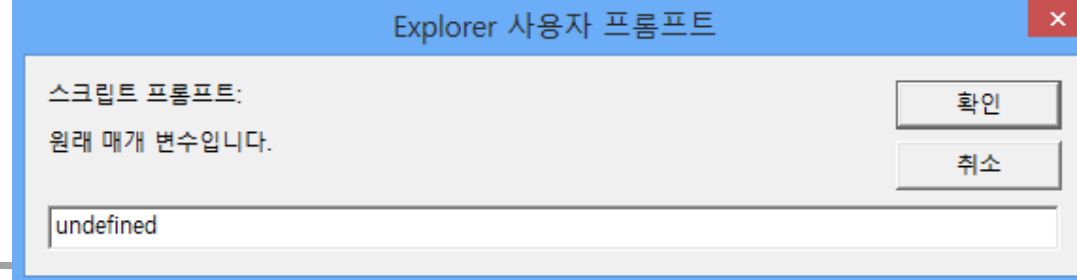 Explorer 사용자 프롬프트
스크립트 프롬프트:
확인
원래 매개 변수입니다.
취소
undefined